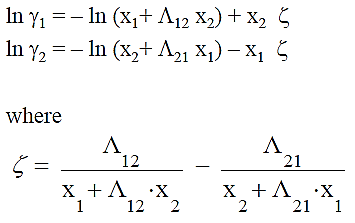 ln γ₁ = – ln (x₁+ Λ₁₂ x₂) + x₂ ζ
ln γ₂ = – ln (x₂+ Λ₂₁ x₁) – x₁ ζ
where
ζ = Λ₁₂ / (x₁ + Λ₁₂ ·x₂) – Λ₂₁ / (x₂ + Λ₂₁ ·x₁)